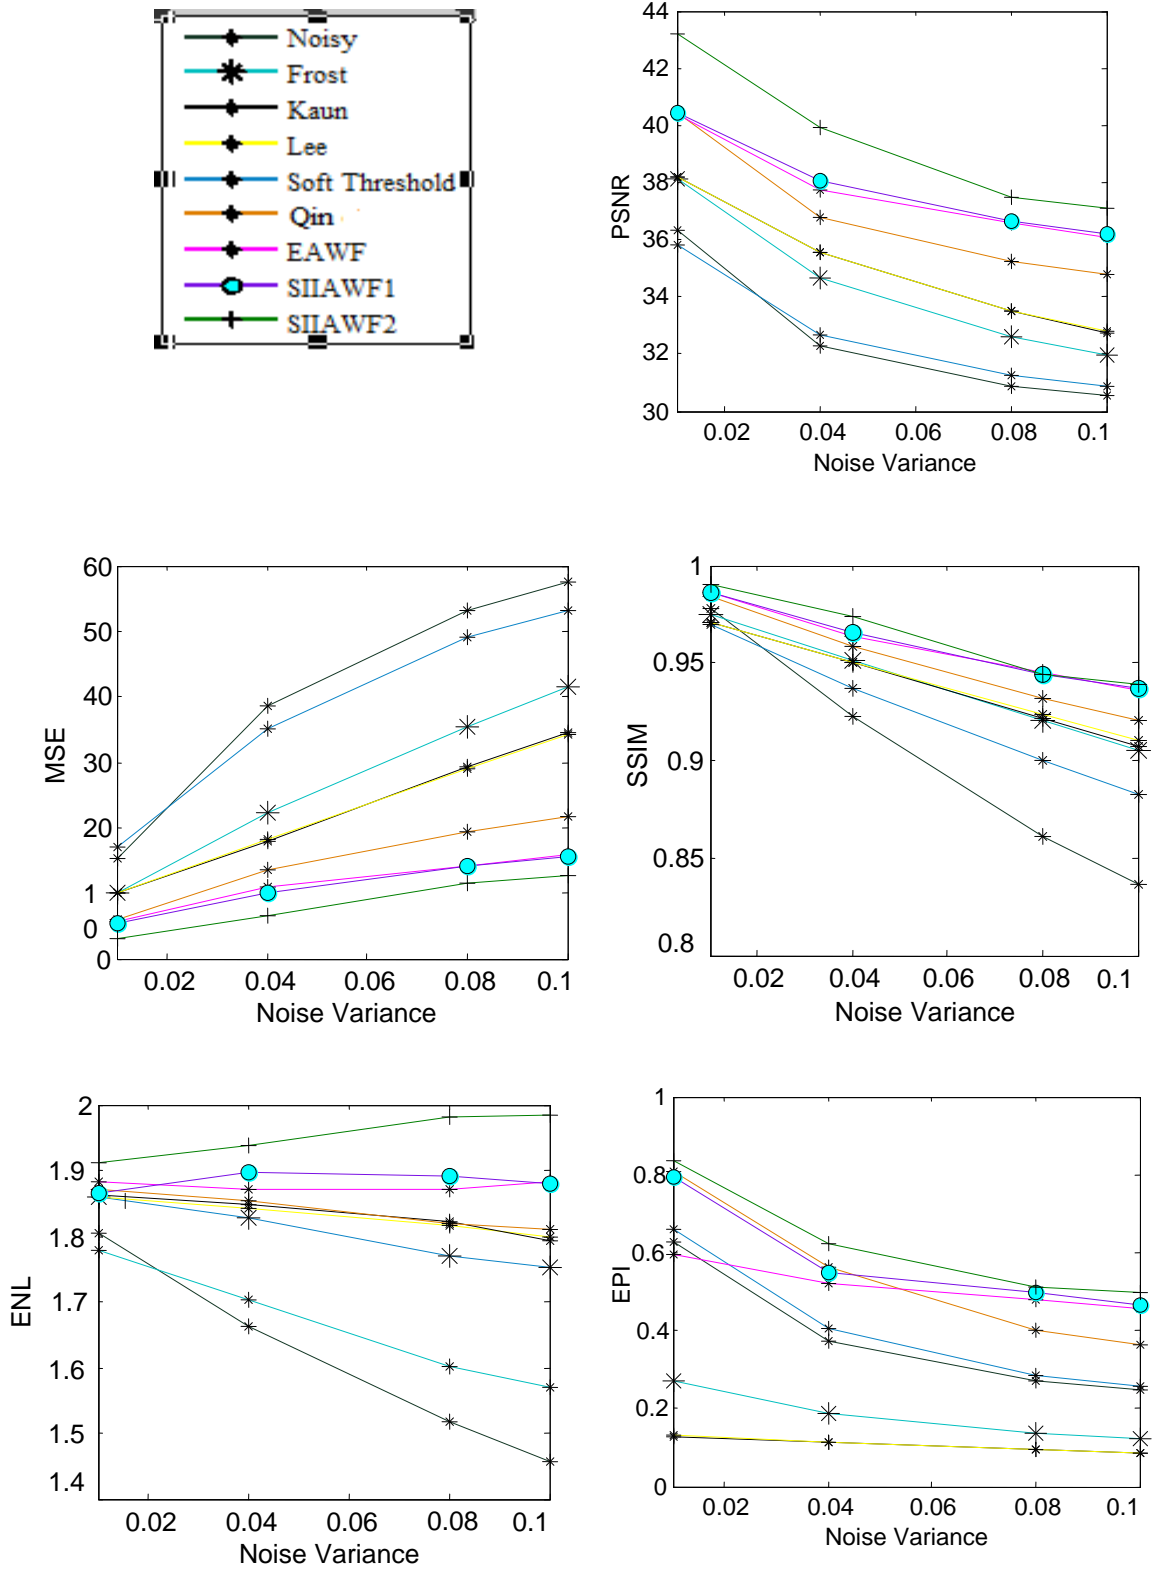 Noisy
Frost
Kaun
Lee
Soft Threshold
Qin
EAWF
SIIAWF1
SIIAWF2
44
42
40
38
36
34
32
30
PSNR
0.02 0.04 0.06 0.08 0.1
Noise Variance
60
50
40
30
20
1
0
0
MSE
0.02 0.04 0.06 0.08 0.1
Noise Variance
1
0.95
0.9
0.85
0.8
SSIM
0.02 0.04 0.06 0.08 0.1
Noise Variance
2
1.9
1.8
1.7
1.6
1.5
1.4
ENL
0.02 0.04 0.06 0.08 0.1
Noise Variance
1
0.8
0.6
0.4
0.2
0
EPI
0.02 0.04 0.06 0.08 0.1
Noise Variance